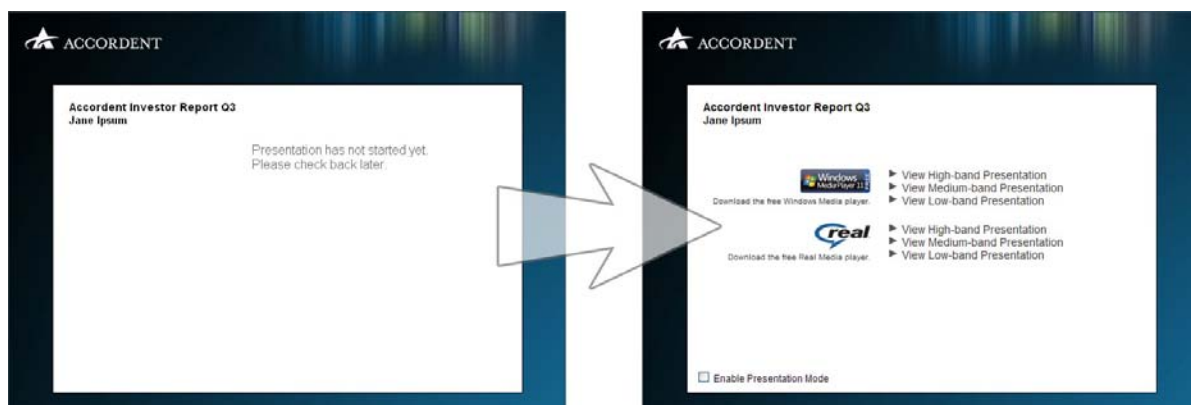 ACCORDENT
Accordent Investor Report Q3
Jane Ipsum
Presentation has not started yet.
Please check back later.
ACCORDENT
Accordent Investor Report Q3
Jane Ipsum
Windows
Media Player 11
Download the free Windows Media player.
View High-band Presentation
View Medium-band Presentation
View Low-band Presentation
real
Download the free Real Media player.
View High-band Presentation
View Medium-band Presentation
View Low-band Presentation
Enable Presentation Mode